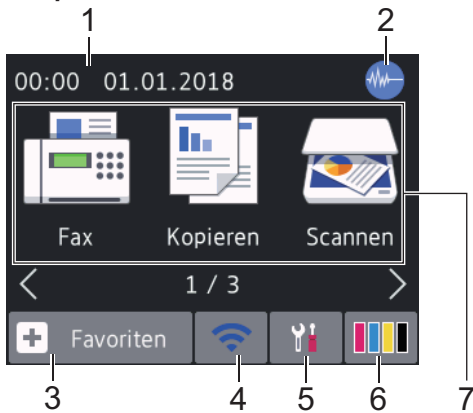 1 2
00:00 01.01.2018
Fax Kopieren Scannen
1 / 3
Favoriten
3 4 5 6 7